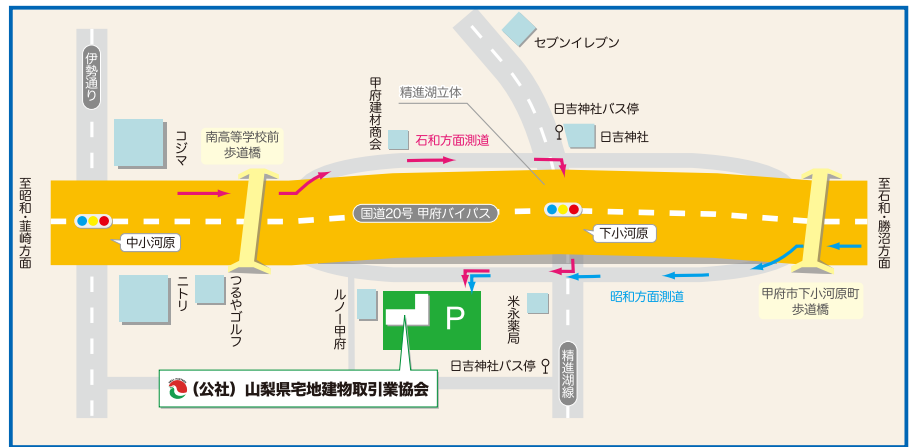 セブンイレブン
伊勢通り
甲府建材商会
精進湖立体
日吉神社バス停
日吉神社
コジマ
南高等学校前
歩道橋
石和方面測道
至昭和・韮崎方面
至石和・勝沼方面
国道20号 甲府バイパス
中小河原
下小河原
ニトリ
つるやゴルフ
ルノー甲府
P
米永薬局
昭和方面測道
甲府市下小河原町
歩道橋
日吉神社バス停
精進湖線
(公社)山梨県宅地建物取引業協会